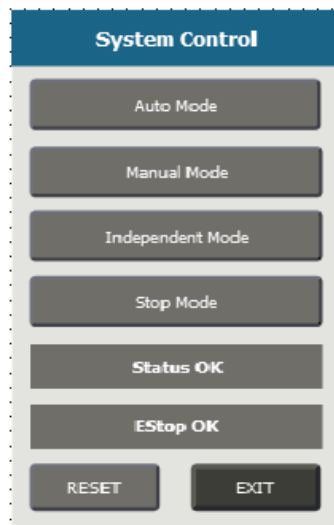 System Control
Auto Mode
Manual Mode
Independent Mode
Stop Mode
Status OK
EStop OK
RESET EXIT